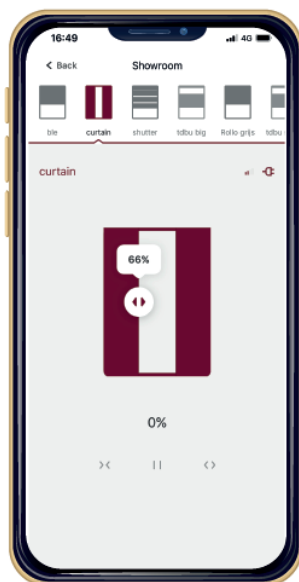 16:49
4G
Back
Showroom
ble
curtain
shutter
tdbu big
Rollo grijs
tdbu
curtain
66%
0%